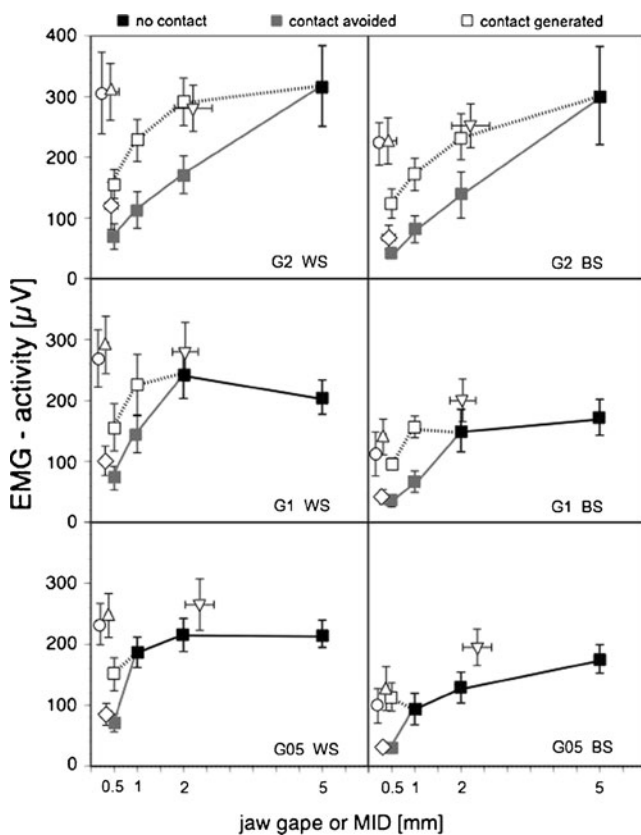 no contact contact avoided contact generated
EMG - activity [µV]
300
200
100
0
G2 WS
G2 BS
300
200
100
0
G1 WS
G1 BS
300
200
100
0
G05 WS
G05 BS
0.5 1 2 5
0.5 1 2 5
jaw gape or MID [mm]